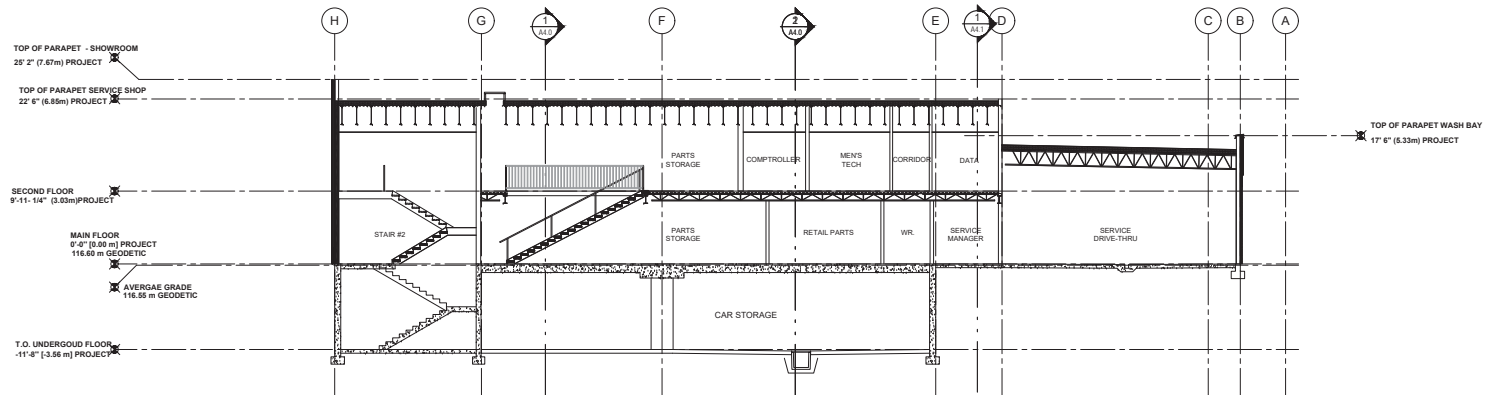 H
G
1
A4.0
F
2
A4.0
E
1
A4.1
D
C
B
A
TOP OF PARAPET - SHOWROOM
25' 2" (7.67m) PROJECT
TOP OF PARAPET SERVICE SHOP
22' 6" (6.85m) PROJECT
TOP OF PARAPET WASH BAY
17' 6" (5.33m) PROJECT
PARTS
STORAGE
COMPTROLLER
MEN'S
TECH
CORRIDOR
DATA
SECOND FLOOR
9'-11- 1/4" (3.03m)PROJECT
STAIR #2
PARTS
STORAGE
RETAIL PARTS
WR.
SERVICE
MANAGER
SERVICE
DRIVE-THRU
MAIN FLOOR
0'-0" [0.00 m] PROJECT
116.60 m GEODETIC
AVERGAE GRADE
116.55 m GEODETIC
CAR STORAGE
T.O. UNDERGOUD FLOOR
-11'-8" [-3.56 m] PROJECT